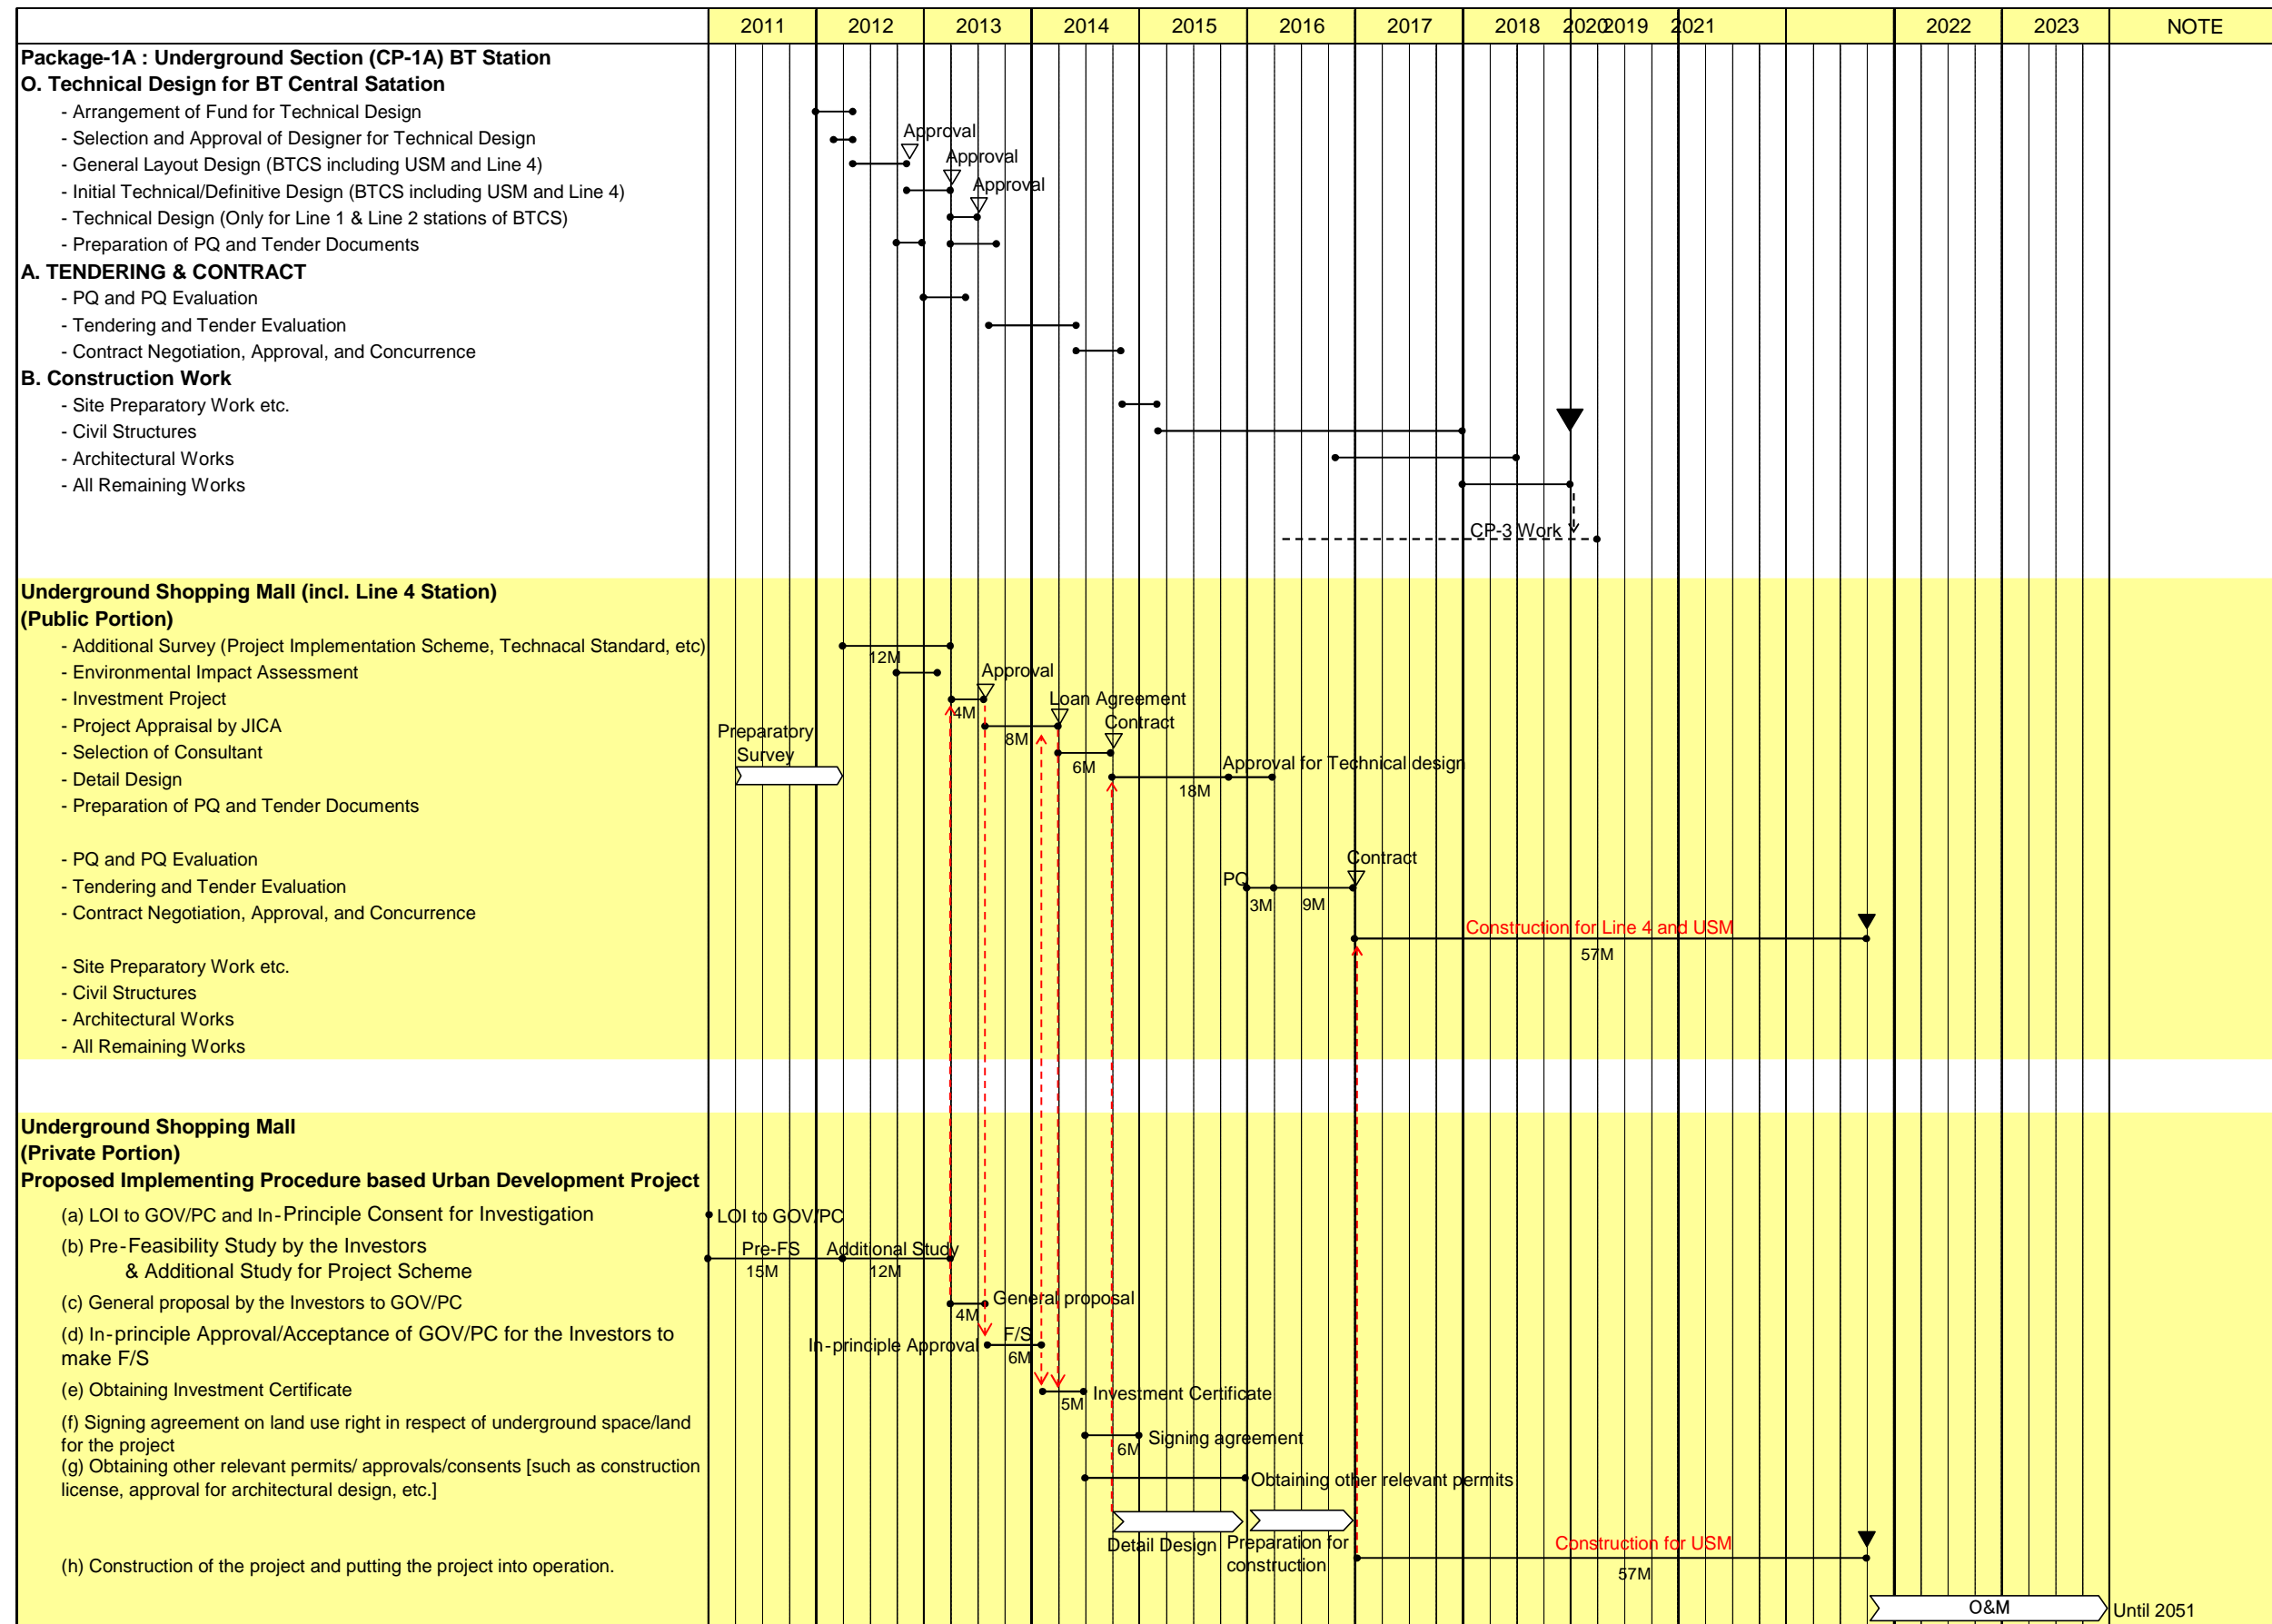 2011 2012 2013 2014 2015 2016 2017 2018 2020 2019 2021 2022 2023 NOTE
Package-1A : Underground Section (CP-1A) BT Station
O. Technical Design for BT Central Satation
- Arrangement of Fund for Technical Design
- Selection and Approval of Designer for Technical Design Approval
- General Layout Design (BTCS including USM and Line 4) Approval
- Initial Technical/Definitive Design (BTCS including USM and Line 4) Approval
- Technical Design (Only for Line 1 & Line 2 stations of BTCS)
- Preparation of PQ and Tender Documents
A. TENDERING & CONTRACT
- PQ and PQ Evaluation
- Tendering and Tender Evaluation
- Contract Negotiation, Approval, and Concurrence
B. Construction Work
- Site Preparatory Work etc.
- Civil Structures
- Architectural Works
- All Remaining Works
CP-3 Work
Underground Shopping Mall (incl. Line 4 Station)
(Public Portion)
- Additional Survey (Project Implementation Scheme, Technacal Standard, etc)
12M
- Environmental Impact Assessment Approval
- Investment Project Loan Agreement
4M
- Project Appraisal by JICA Contract
Preparatory
8M
- Selection of Consultant
Survey
6M Approval for Technical design
- Detail Design
18M
- Preparation of PQ and Tender Documents
- PQ and PQ Evaluation Contract
- Tendering and Tender Evaluation PQ
3M 9M
- Contract Negotiation, Approval, and Concurrence
Construction for Line 4 and USM
57M
- Site Preparatory Work etc.
- Civil Structures
- Architectural Works
- All Remaining Works
Underground Shopping Mall
(Private Portion)
Proposed Implementing Procedure based Urban Development Project
(a) LOI to GOV/PC and In-Principle Consent for Investigation LOI to GOV/PC
(b) Pre-Feasibility Study by the Investors Pre-FS Additional Study
& Additional Study for Project Scheme 15M 12M
(c) General proposal by the Investors to GOV/PC General proposal
4M
(d) In-principle Approval/Acceptance of GOV/PC for the Investors to F/S
In-principle Approval
make F/S 6M
(e) Obtaining Investment Certificate Investment Certificate
5M
(f) Signing agreement on land use right in respect of underground space/land
Signing agreement
for the project 6M
(g) Obtaining other relevant permits/ approvals/consents [such as construction
Obtaining other relevant permits
license, approval for architectural design, etc.]
Detail Design Preparation for Construction for USM
(h) Construction of the project and putting the project into operation. construction
57M
O&M Until 2051